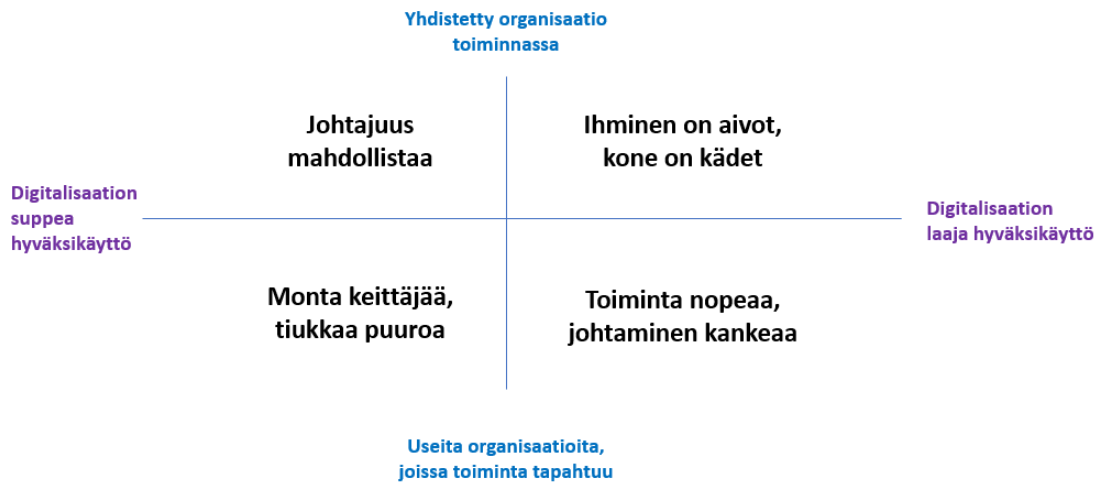 Yhdistetty organisaatio
toiminnassa
Johtajuus
mahdollistaa
Ihminen on aivot,
kone on kädet
Digitalisaation
suppea
hyväksikäyttö
Digitalisaation
laaja hyväksikäyttö
Monta keittäjää,
tiukkaa puuroa
Toiminta nopeaa,
johtaminen kankeaa
Useita organisaatioita,
joissa toiminta tapahtuu